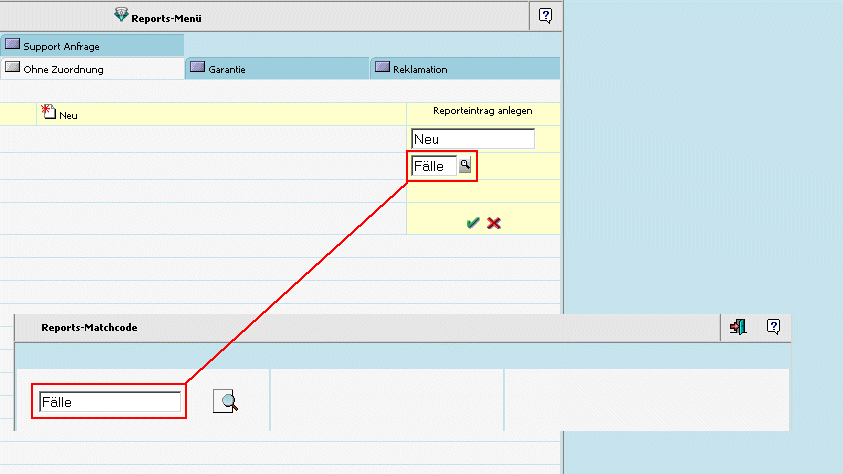 Reports-Menü
?
Support Anfrage
Ohne Zuordnung
Garantie
Reklamation
Neu
Reporteintrag anlegen
Neu
Fälle
Reports-Matchcode
?
Fälle